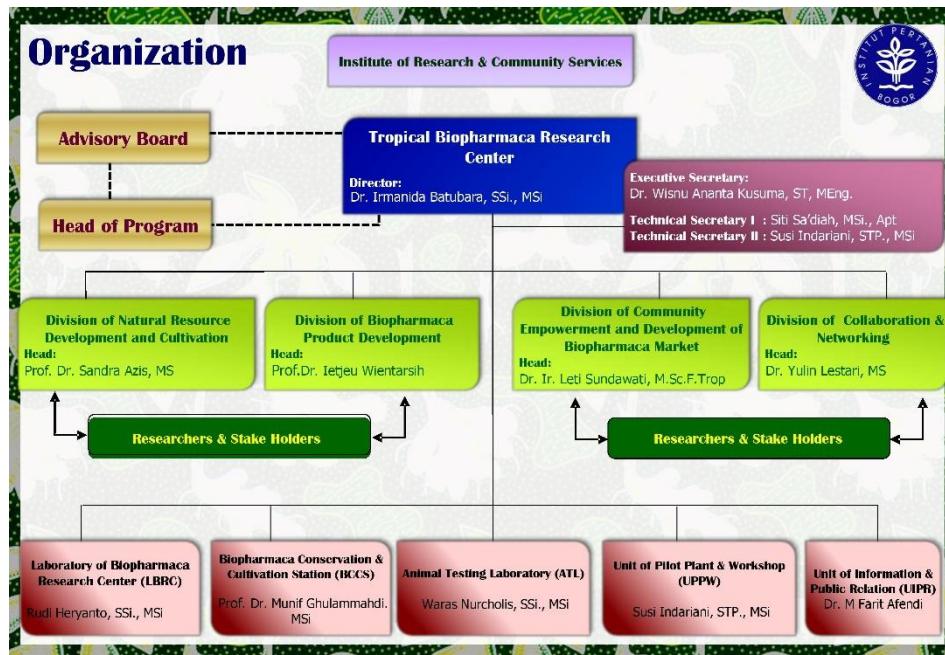 Organization
Institute of Research & Community Services
INSTITUT PERTANIAN
BOGOR
Advisory Board
Head of Program
Tropical Biopharmaca Research
Center
Director:
Dr. Irmanida Batubara, SSi., MSi
Executive Secretary:
Dr. Wisnu Ananta Kusuma, ST, MEng.
Technical Secretary I : Siti Sa'diah, MSi., Apt
Technical Secretary II : Susi Indariani, STP., MSi
Division of Natural Resource
Development and Cultivation
Head:
Prof. Dr. Sandra Azis, MS
Division of Biopharmaca
Product Development
Head:
Prof.Dr. Ietjeu Wientarsih
Division of Community
Empowerment and Development of
Biopharmaca Market
Head:
Dr. Ir. Leti Sundawati, M.Sc.F.Trop
Division of Collaboration &
Networking
Head:
Dr. Yulin Lestari, MS
Researchers & Stake Holders
Researchers & Stake Holders
Laboratory of Biopharmaca
Research Center (LBRC)
Rudi Heryanto, SSi., MSi
Biopharmaca Conservation &
Cultivation Station (BCCS)
Prof. Dr. Munif Ghulammahdi.
MSi
Animal Testing Laboratory (ATL)
Waras Nurcholis, SSi., MSi
Unit of Pilot Plant & Workshop
(UPPW)
Susi Indariani, STP., MSi
Unit of Information &
Public Relation (UIPR)
Dr. M Farit Afendi